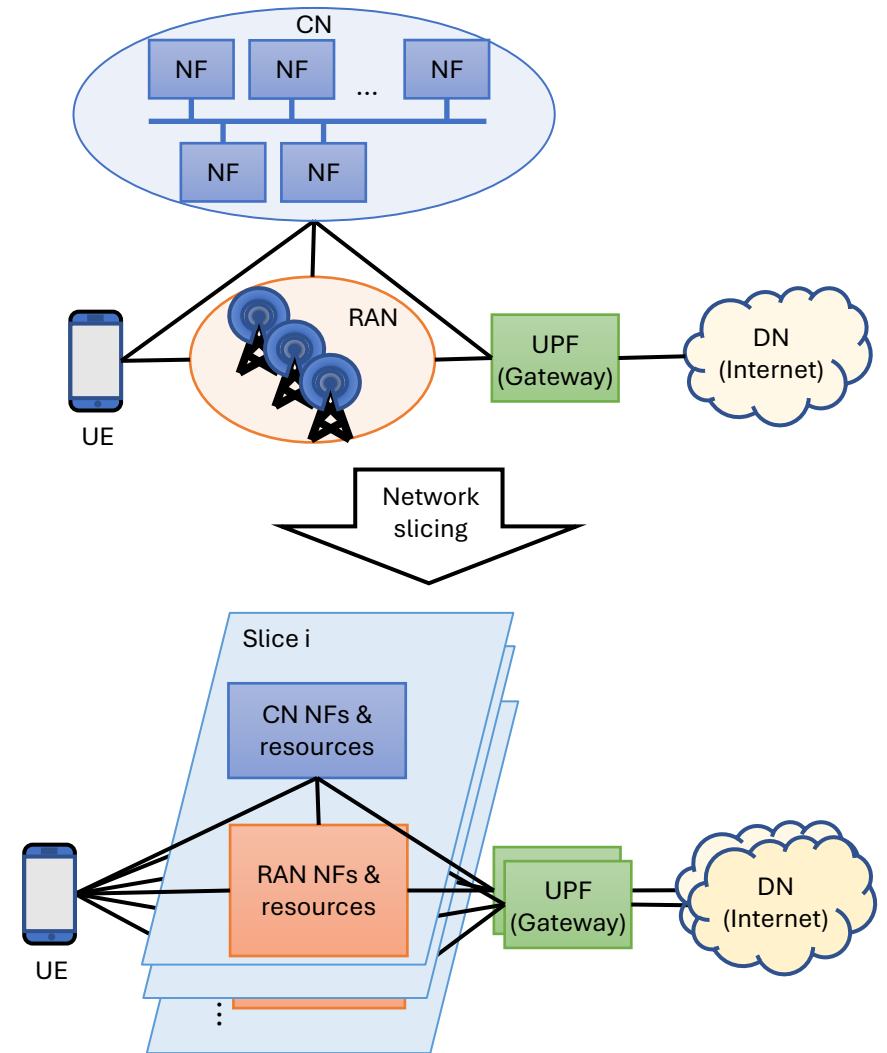 CN
NF
NF
...
NF
NF
NF
RAN
UE
UPF
(Gateway)
DN
(Internet)
Network
slicing
Slice i
CN NFs &
resources
RAN NFs &
resources
UE
UPF
(Gateway)
DN
(Internet)
...